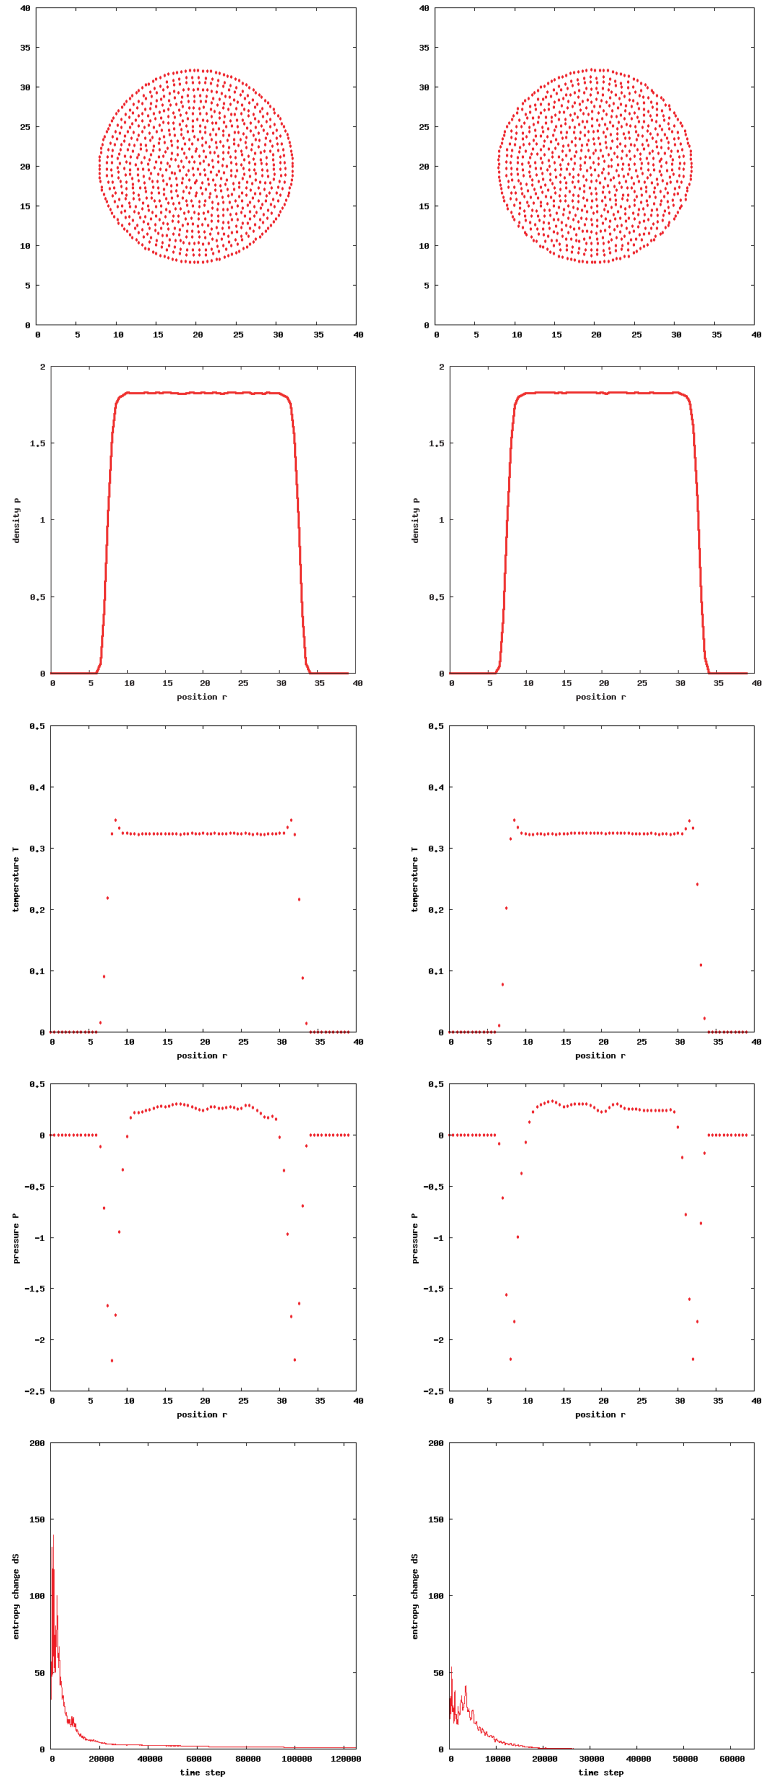 40 40
35 35
30 30
25 25
20 20
15 15
10 10
5 5
0 0
0 5 10 15 20 25 30 35 40 0 5 10 15 20 25 30 35 40
2 2
1.5 1.5
density ρ density ρ
1 1
0.5 0.5
0 0
0 5 10 15 20 25 30 35 40 0 5 10 15 20 25 30 35 40
position r position r
0.5 0.5
0.4 0.4
0.3 0.3
temperature T temperature T
0.2 0.2
0.1 0.1
0 0
0 5 10 15 20 25 30 35 40 0 5 10 15 20 25 30 35 40
position r position r
0.5 0.5
0 0
-0.5 -0.5
pressure P pressure P
-1 -1
-1.5 -1.5
-2 -2
-2.5 -2.5
0 5 10 15 20 25 30 35 40 0 5 10 15 20 25 30 35 40
position r position r
200 200
150 150
entropy change dS entropy change dS
100 100
50 50
0 0
0 20000 40000 60000 80000 100000 120000 0 10000 20000 30000 40000 50000 60000
time step time step